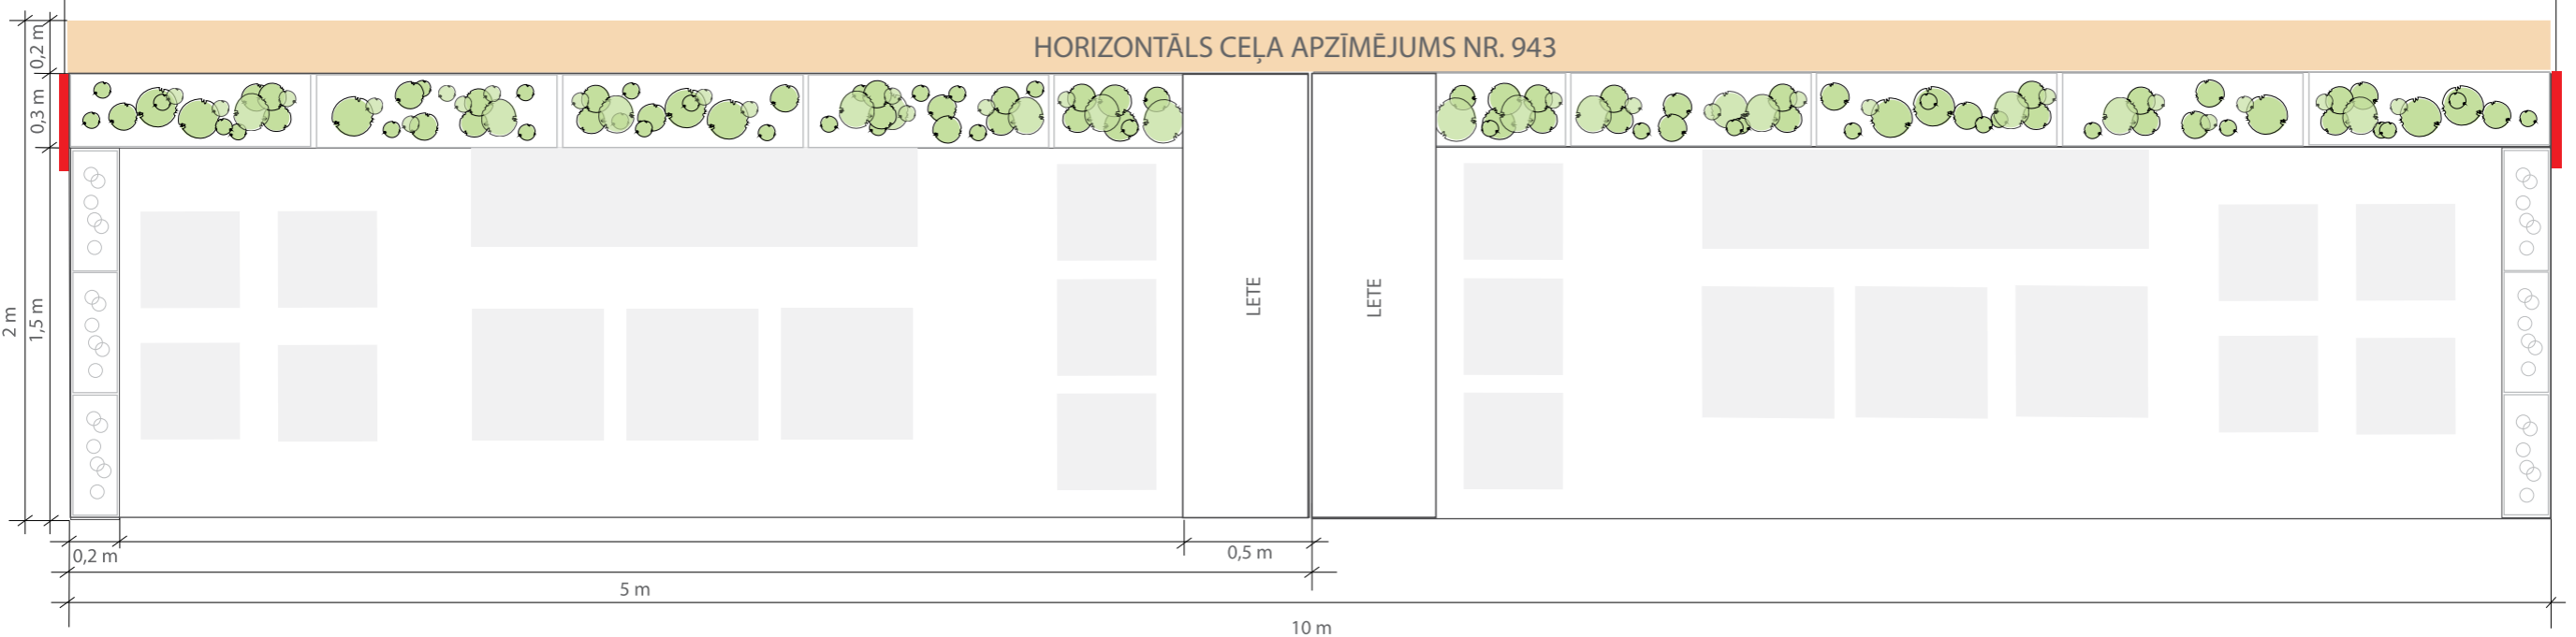 0,2 m
HORIZONTĀLS CEĻA APZĪMĒJUMS NR. 943
0,3 m
2 m
1,5 m
LETE
LETE
0,2 m
0,5 m
5 m
10 m